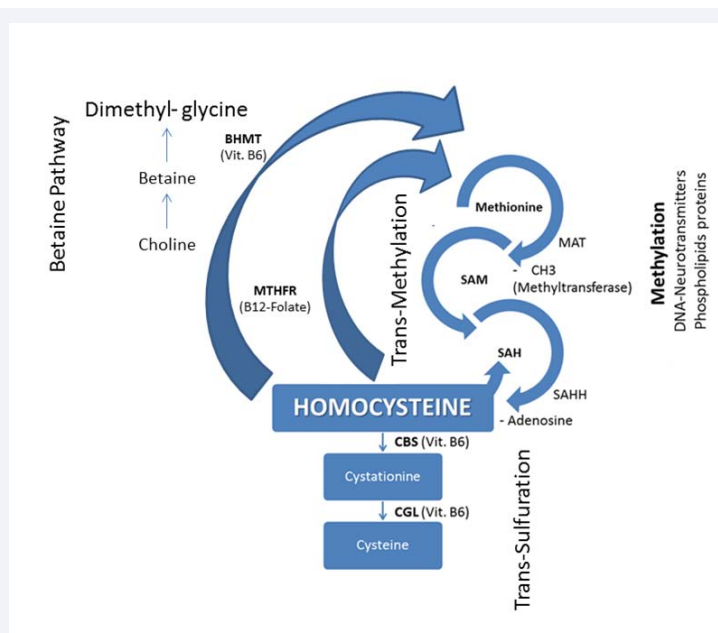 Betaine Pathway
Dimethyl- glycine
Betaine
Choline
BHMT
(Vit. B6)
MTHFR
(B12-Folate)
Trans-Methylation
Methionine
MAT
- CH3
(Methyltransferase)
SAM
SAH
SAHH
- Adenosine
Methylation
DNA-Neurotransmitters
Phospholipids proteins
HOMOCYSTEINE
CBS (Vit. B6)
Cystationine
CGL (Vit. B6)
Cysteine
Trans-Sulfuration